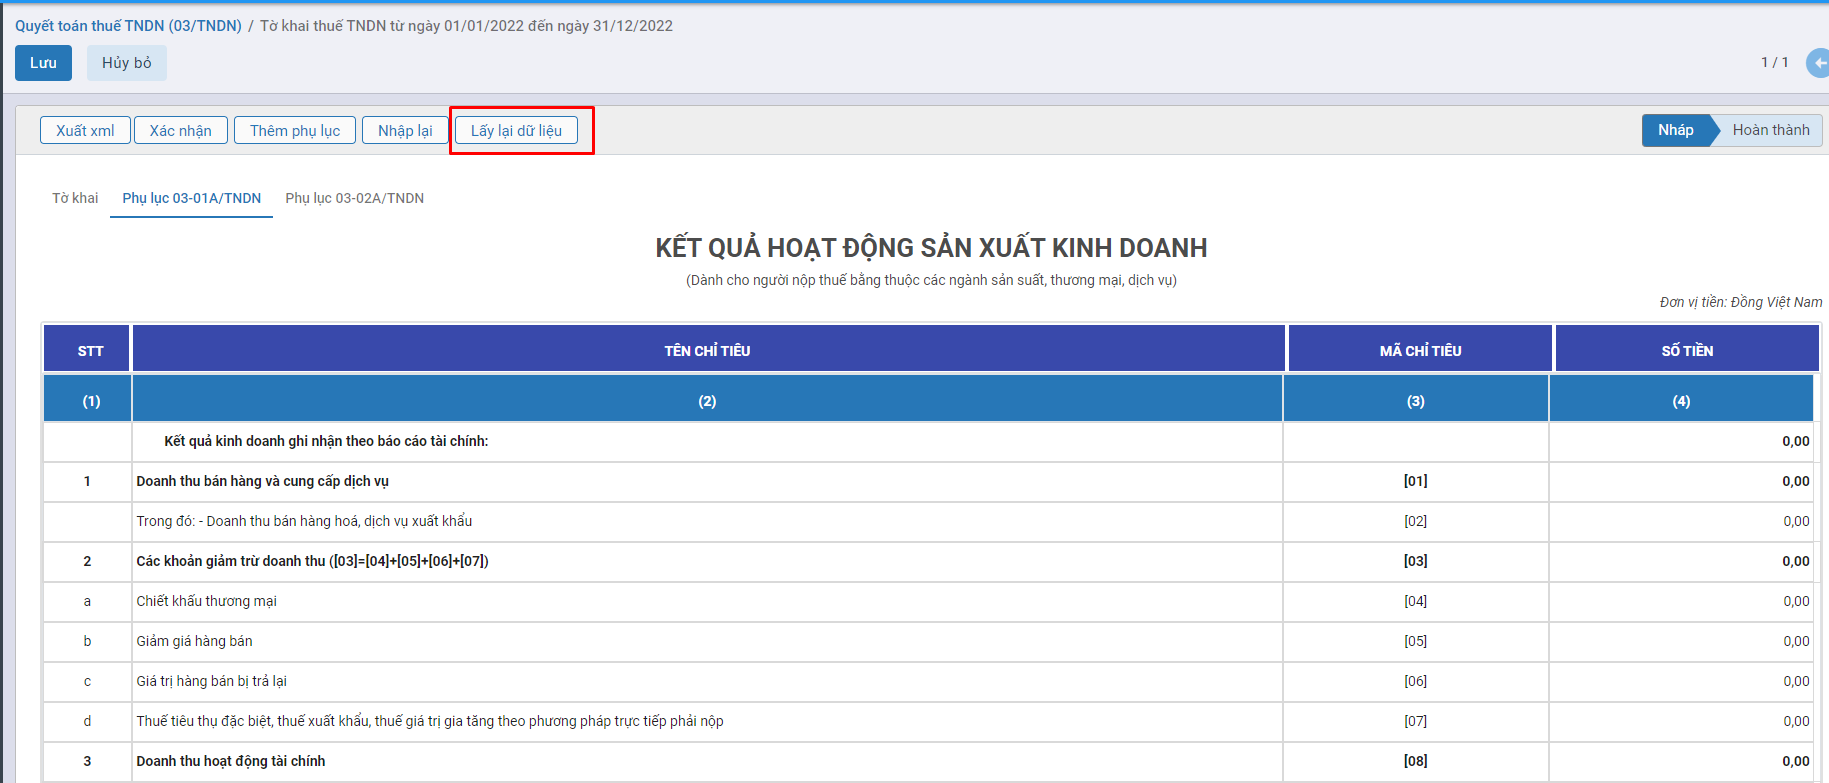 Quyết toán thuế TNDN (03/TNDN) / Tờ khai thuế TNDN từ ngày 01/01/2022 đến ngày 31/12/2022
Lưu Hủy bỏ 1 / 1
Xuất xml Xác nhận Thêm phụ lục Nhập lại Lấy lại dữ liệu Nháp Hoàn thành
Tờ khai Phụ lục 03-01A/TNDN Phụ lục 03-02A/TNDN
KẾT QUẢ HOẠT ĐỘNG SẢN XUẤT KINH DOANH
(Dành cho người nộp thuế bằng thuộc các ngành sản suất, thương mại, dịch vụ)
Đơn vị tiền: Đồng Việt Nam
STT TÊN CHỈ TIÊU MÃ CHỈ TIÊU SỐ TIỀN
(1) (2) (3) (4)
Kết quả kinh doanh ghi nhận theo báo cáo tài chính: 0,00
1 Doanh thu bán hàng và cung cấp dịch vụ [01] 0,00
Trong đó: - Doanh thu bán hàng hoá, dịch vụ xuất khẩu [02] 0,00
2 Các khoản giảm trừ doanh thu ([03]=[04]+[05]+[06]+[07]) [03] 0,00
a Chiết khấu thương mại [04] 0,00
b Giảm giá hàng bán [05] 0,00
c Giá trị hàng bán bị trả lại [06] 0,00
d Thuế tiêu thụ đặc biệt, thuế xuất khẩu, thuế giá trị gia tăng theo phương pháp trực tiếp phải nộp [07] 0,00
3 Doanh thu hoạt động tài chính [08] 0,00